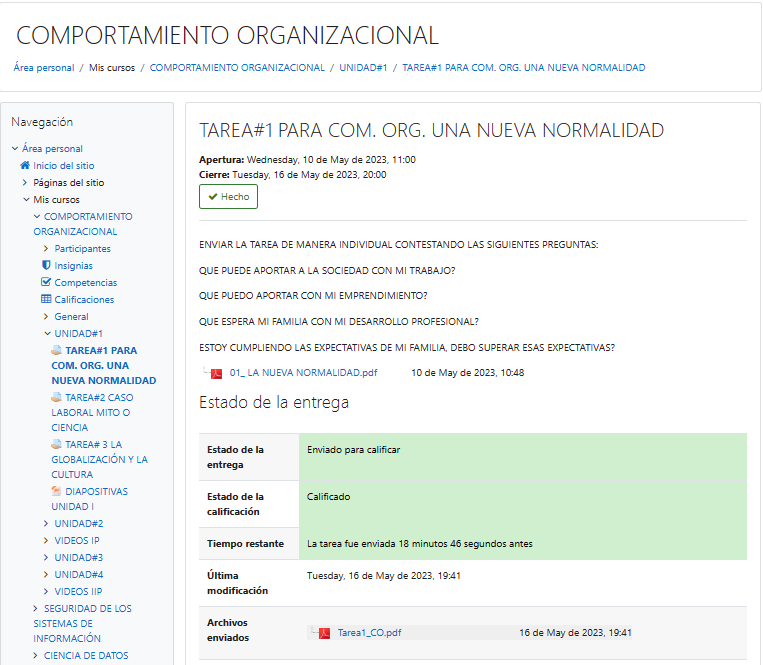 COMPORTAMIENTO ORGANIZACIONAL
Área personal / Mis cursos / COMPORTAMIENTO ORGANIZACIONAL / UNIDAD#1 / TAREA#1 PARA COM. ORG. UNA NUEVA NORMALIDAD
Navegación
Área personal
Inicio del sitio
Páginas del sitio
Mis cursos
COMPORTAMIENTO
ORGANIZACIONAL
Participantes
Insignias
Competencias
Calificaciones
General
UNIDAD#1
TAREA#1 PARA
COM. ORG. UNA
NUEVA NORMALIDAD
TAREA#2 CASO
LABORAL MITO O
CIENCIA
TAREA# 3 LA
GLOBALIZACIÓN Y LA
CULTURA
DIAPOSITIVAS
UNIDAD I
UNIDAD#2
VIDEOS IP
UNIDAD#3
UNIDAD#4
VIDEOS IIP
SEGURIDAD DE LOS
SISTEMAS DE
INFORMACIÓN
CIENCIA DE DATOS
TAREA#1 PARA COM. ORG. UNA NUEVA NORMALIDAD
Apertura: Wednesday, 10 de May de 2023, 11:00
Cierre: Tuesday, 16 de May de 2023, 20:00
Hecho
ENVIAR LA TAREA DE MANERA INDIVIDUAL CONTESTANDO LAS SIGUIENTES PREGUNTAS:
QUE PUEDE APORTAR A LA SOCIEDAD CON MI TRABAJO?
QUE PUEDO APORTAR CON MI EMPRENDIMIENTO?
QUE ESPERA MI FAMILIA CON MI DESARROLLO PROFESIONAL?
ESTOY CUMPLIENDO LAS EXPECTATIVAS DE MI FAMILIA, DEBO SUPERAR ESAS EXPECTATIVAS?
01_ LA NUEVA NORMALIDAD.pdf 10 de May de 2023, 10:48
Estado de la entrega
Estado de la
entrega
Enviado para calificar
Estado de la
calificación
Calificado
Tiempo restante La tarea fue enviada 18 minutos 46 segundos antes
Última
modificación
Tuesday, 16 de May de 2023, 19:41
Archivos
enviados
Tarea1_CO.pdf 16 de May de 2023, 19:41